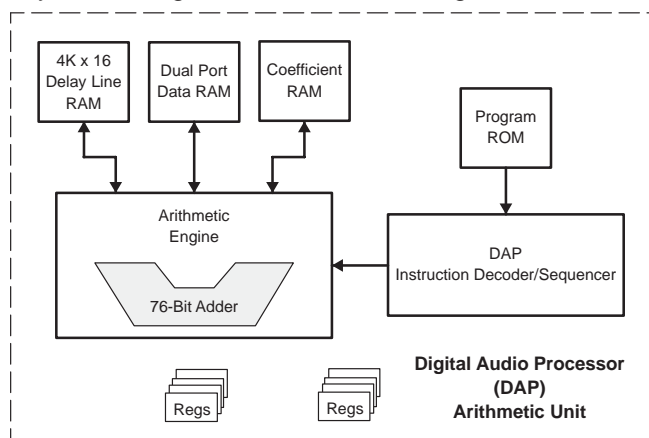 4K x 16
Delay Line
RAM
Dual Port
Data RAM
Coefficient
RAM
Program
ROM
Arithmetic
Engine
76-Bit Adder
DAP
Instruction Decoder/Sequencer
Regs
Regs
Digital Audio Processor
(DAP)
Arithmetic Unit